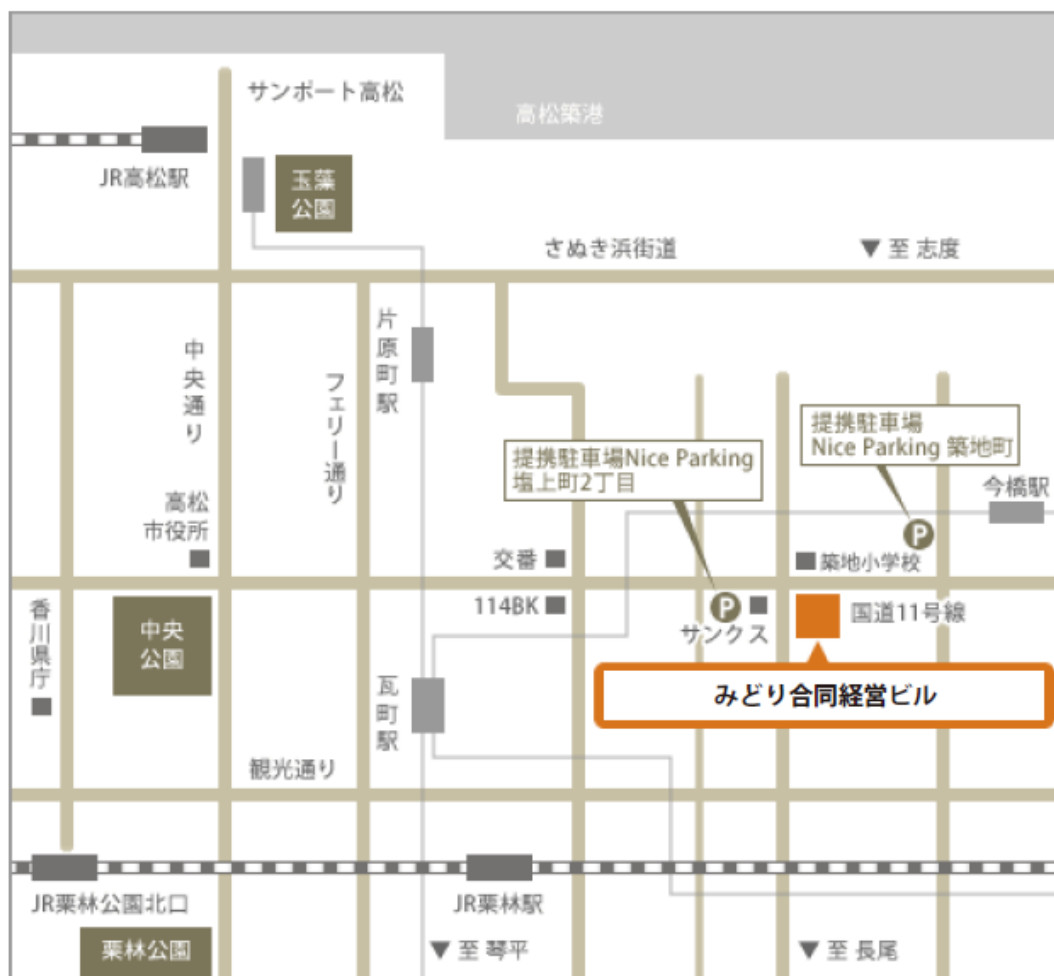 サンポート高松
高松築港
JR高松駅
玉藻
公園
さぬき浜街道
▼ 至 志度
片原町駅
中央通り
フェリー通り
提携駐車場
Nice Parking 築地町
提携駐車場Nice Parking
塩上町2丁目
今橋駅
高松
市役所
交番
築地小学校
P
114BK
P
サンクス
国道11号線
香川県庁
中央
公園
みどり合同経営ビル
瓦町駅
観光通り
JR栗林公園北口
JR栗林駅
栗林公園
▼ 至 琴平
▼ 至 長尾